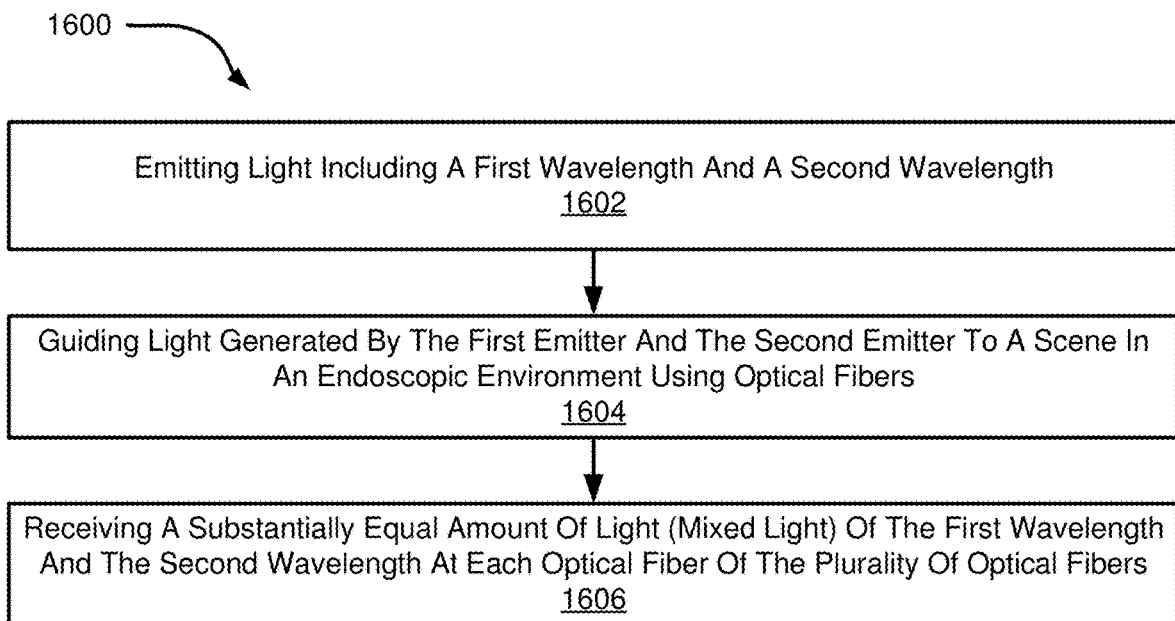 1600
Emitting Light Including A First Wavelength And A Second Wavelength
1602
Guiding Light Generated By The First Emitter And The Second Emitter To A Scene In
An Endoscopic Environment Using Optical Fibers
1604
Receiving A Substantially Equal Amount Of Light (Mixed Light) Of The First Wavelength
And The Second Wavelength At Each Optical Fiber Of The Plurality Of Optical Fibers
1606